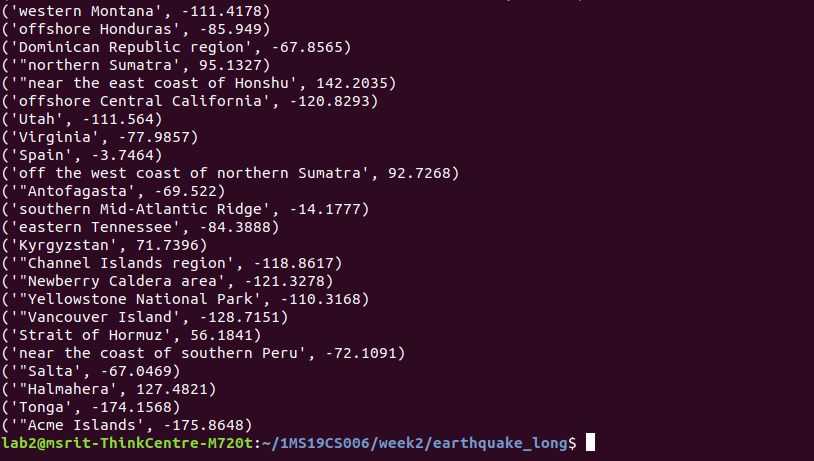 ('western Montana', -111.4178)
('offshore Honduras', -85.949)
('Dominican Republic region', -67.8565)
('"northern Sumatra', 95.1327)
('"near the east coast of Honshu', 142.2035)
('offshore Central California', -120.8293)
('Utah', -111.564)
('Virginia', -77.9857)
('Spain', -3.7464)
('off the west coast of northern Sumatra', 92.7268)
('"Antofagasta', -69.522)
('southern Mid-Atlantic Ridge', -14.1777)
('eastern Tennessee', -84.3888)
('Kyrgyzstan', 71.7396)
('"Channel Islands region', -118.8617)
('"Newberry Caldera area', -121.3278)
('"Yellowstone National Park', -110.3168)
('"Vancouver Island', -128.7151)
('Strait of Hormuz', 56.1841)
('near the coast of southern Peru', -72.1091)
('"Salta', -67.0469)
('"Halmahera', 127.4821)
('Tonga', -174.1568)
('"Acme Islands', -175.8648)
lab2@msrit-ThinkCentre-M720t:~/1MS19CS006/week2/earthquake_long$